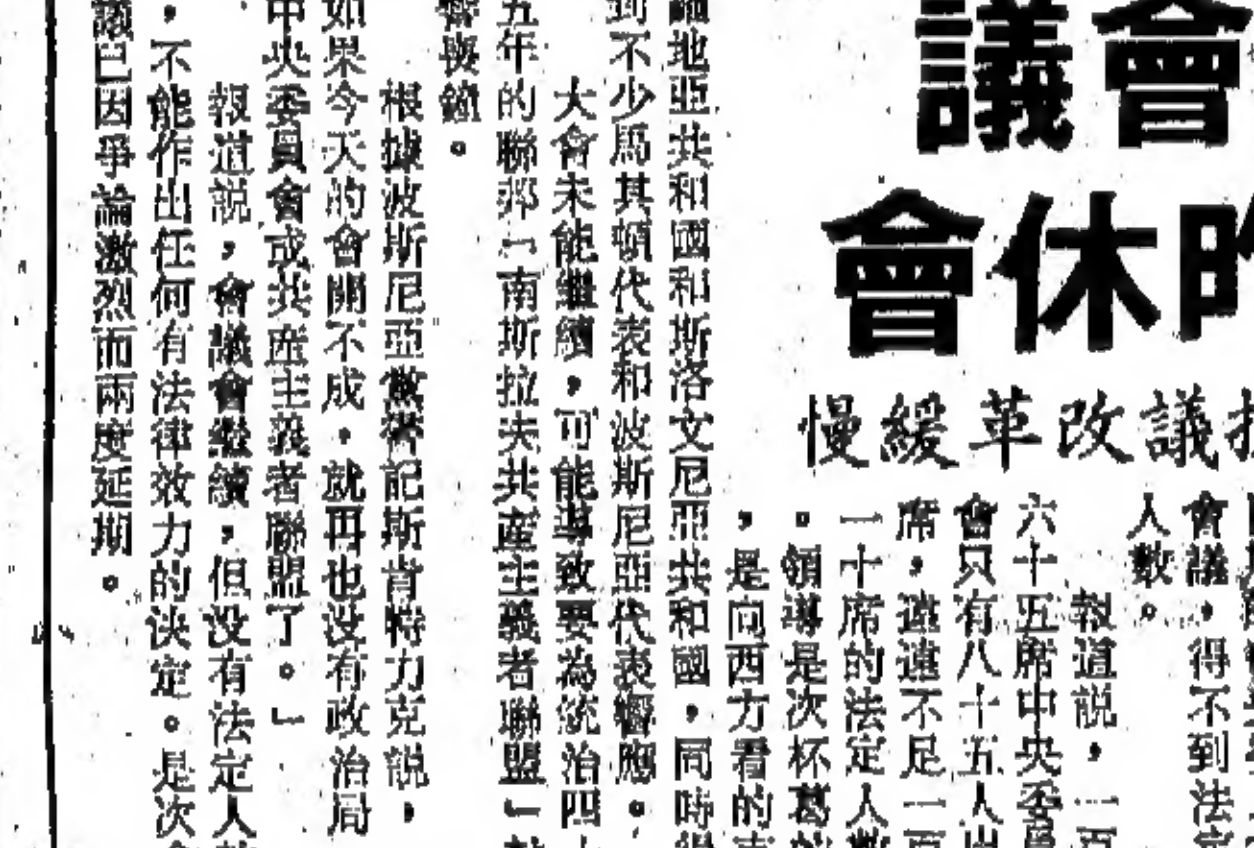 議會
會休昨
慢緩革改議
會議，得不到法定
人數。
報道説，一百
六十五席中央委員
會只有八十五人出
席，遠遠不足一百
一十席的法定人數
。領導是次杯葛的
，是向西方看的
地亞共和國和斯洛文尼亞共和國，同時得
到不少馬其頓代表和波斯尼亞代表響應。
大會未能繼續，可能導致要為統治四十
五年的聯邦「南斯拉夫共產主義者聯盟」
響喪鐘。
根據波斯尼亞黨書記斯肯特力克説，
如果今天的會開不成，就再也沒有政治局
中央委員會或共產主義者聯盟了。」
報道説，會議會繼續，但沒有法定人
，不能作出任何有法律效力的決定。是次
議已因爭論激烈而兩度延期。